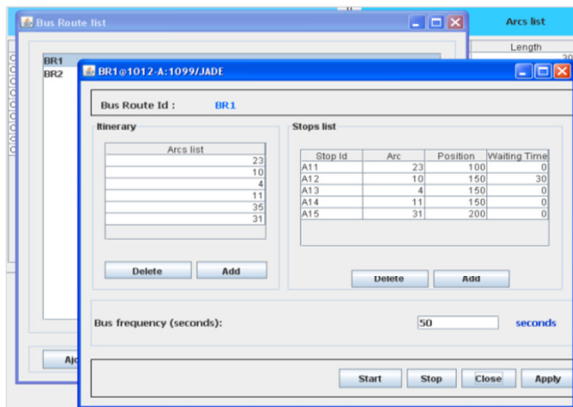 Bus Route list
Arcs list
Length
BR1
BR2
BR1@1012-A:1099/JADE
Bus Route Id : BR1
Itinerary
Arcs list
23
10
4
11
35
31
Delete Add
Stops list
Stop Id Arc Position Waiting Time
A11 23 100 0
A12 10 150 30
A13 4 150 0
A14 11 150 0
A15 31 200 0
Delete Add
Bus frequency (seconds): 50 seconds
Start Stop Close Apply